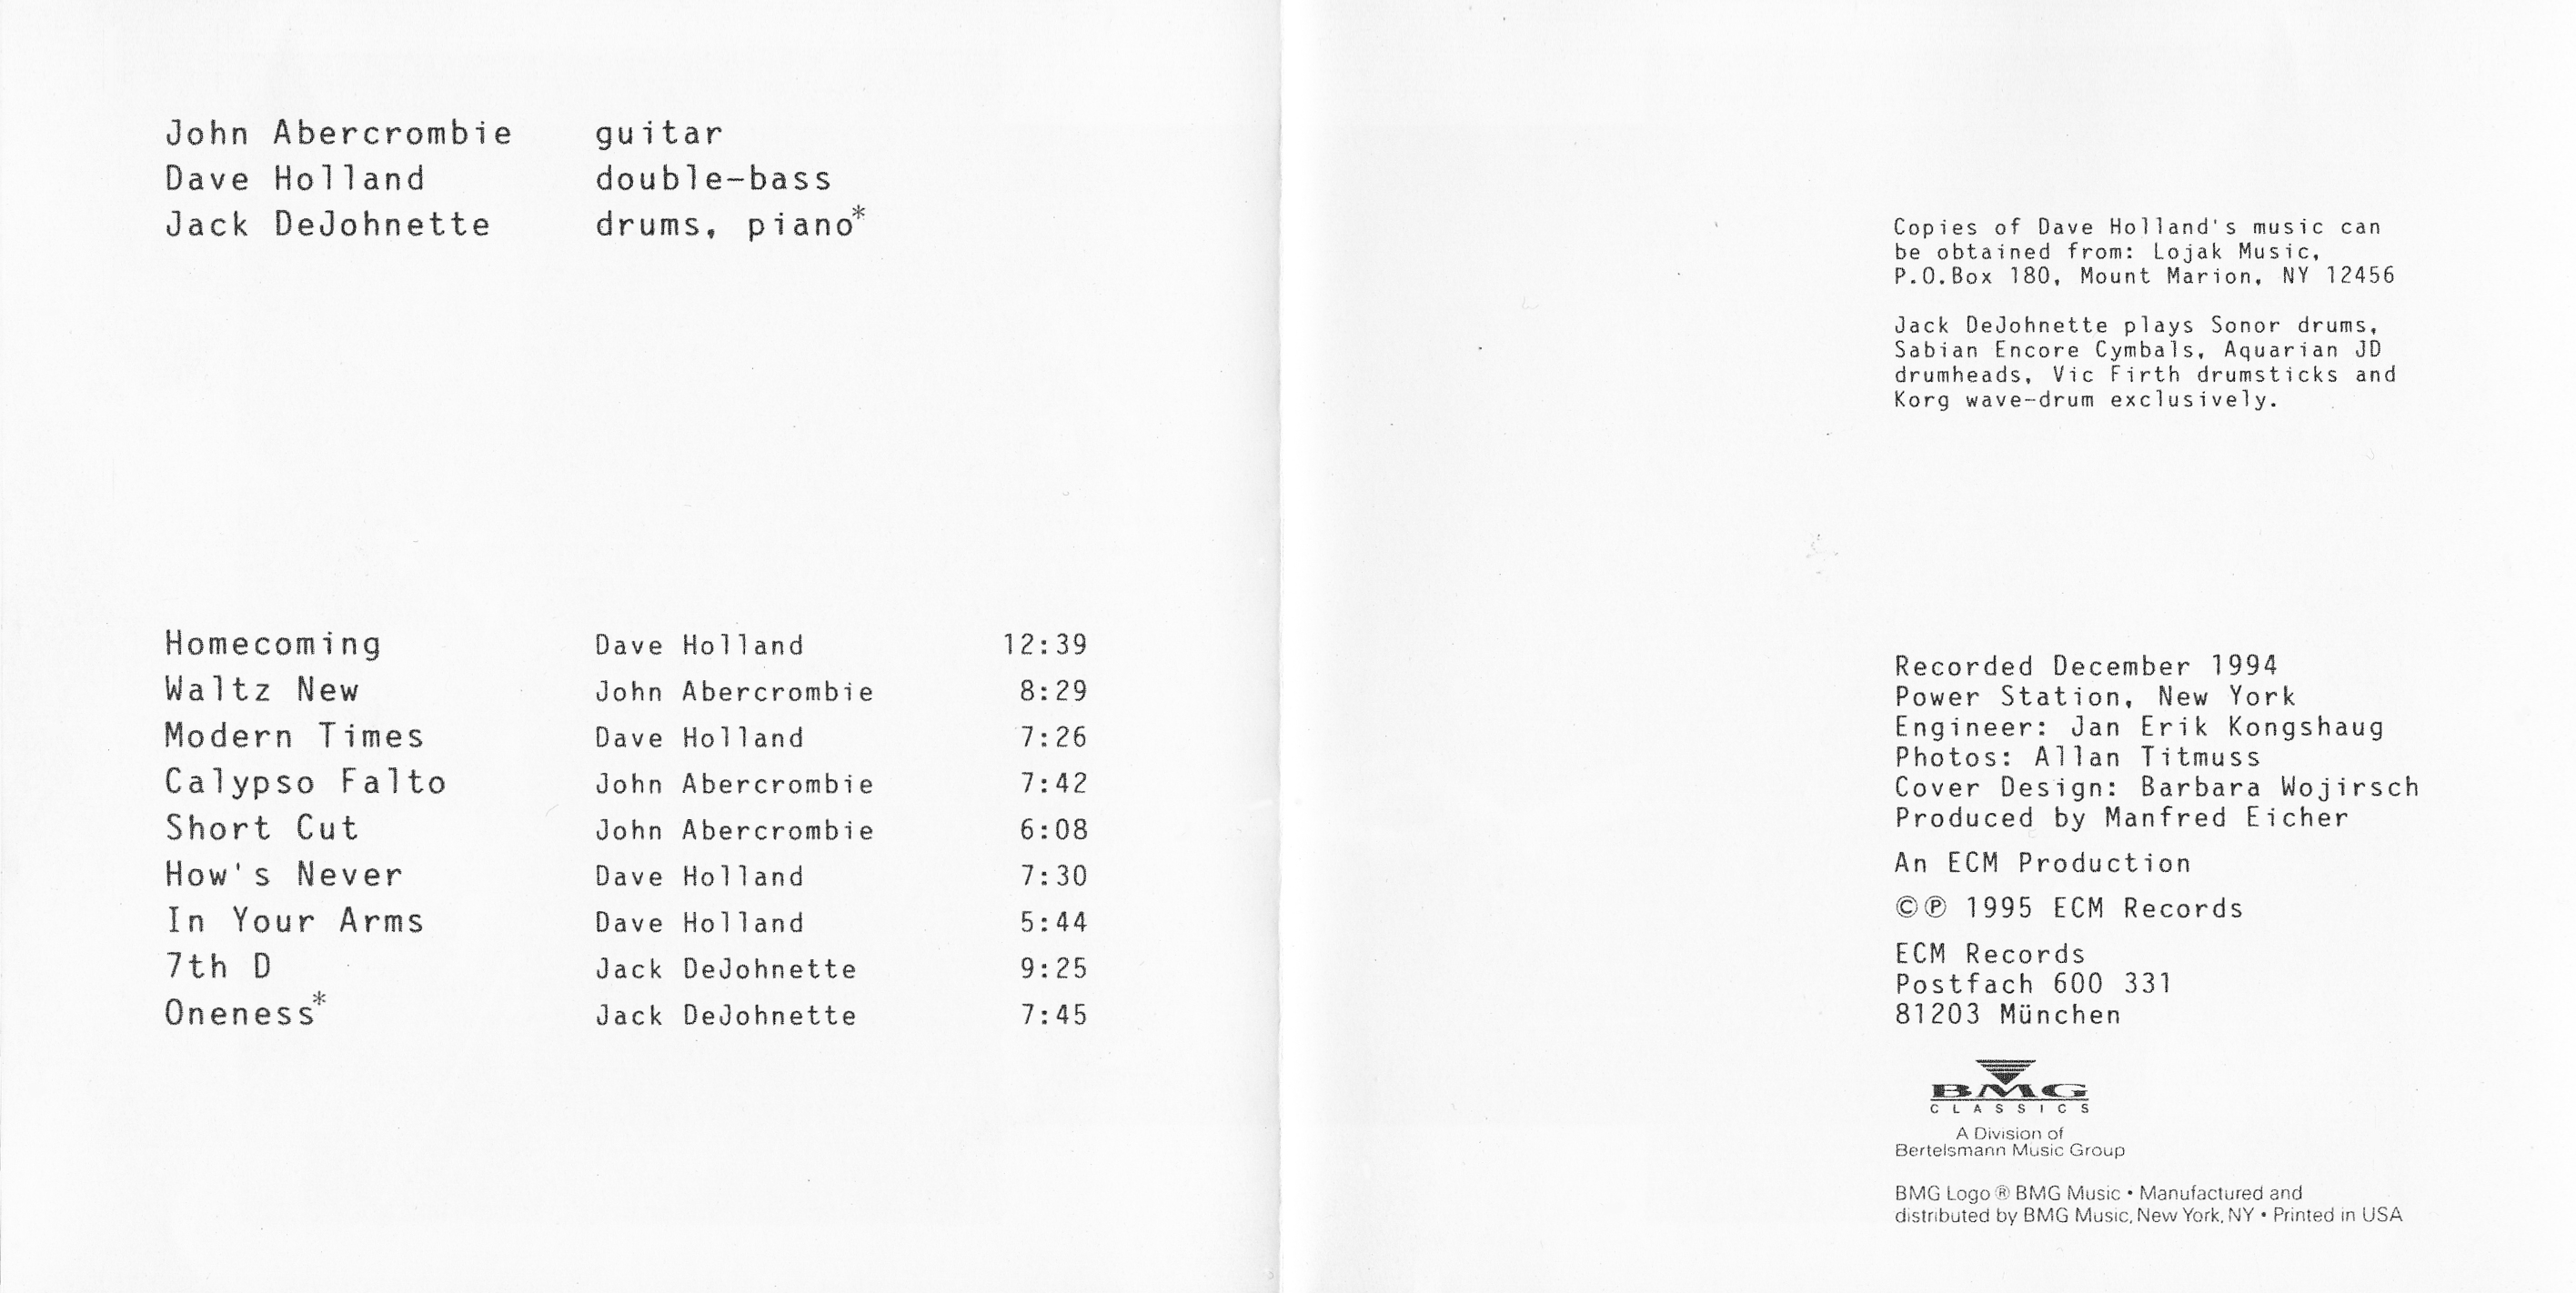 John Abercrombie guitar
Dave Holland double-bass
Jack DeJohnette drums, piano*
Homecoming Dave Holland 12:39
Waltz New John Abercrombie 8:29
Modern Times Dave Holland 7:26
Calypso Falto John Abercrombie 7:42
Short Cut John Abercrombie 6:08
How's Never Dave Holland 7:30
In Your Arms Dave Holland 5:44
7th D Jack DeJohnette 9:25
Oneness* Jack DeJohnette 7:45
Copies of Dave Holland's music can
be obtained from: Lojak Music,
P.O.Box 180, Mount Marion, NY 12456
Jack DeJohnette plays Sonor drums,
Sabian Encore Cymbals, Aquarian JD
drumheads, Vic Firth drumsticks and
Korg wave-drum exclusively.
Recorded December 1994
Power Station, New York
Engineer: Jan Erik Kongshaug
Photos: Allan Titmuss
Cover Design: Barbara Wojirsch
Produced by Manfred Eicher
An ECM Production
©℗ 1995 ECM Records
ECM Records
Postfach 600 331
81203 München
BMG
CLASSICS
A Division of
Bertelsmann Music Group
BMG Logo ® BMG Music • Manufactured and
distributed by BMG Music, New York, NY • Printed in USA